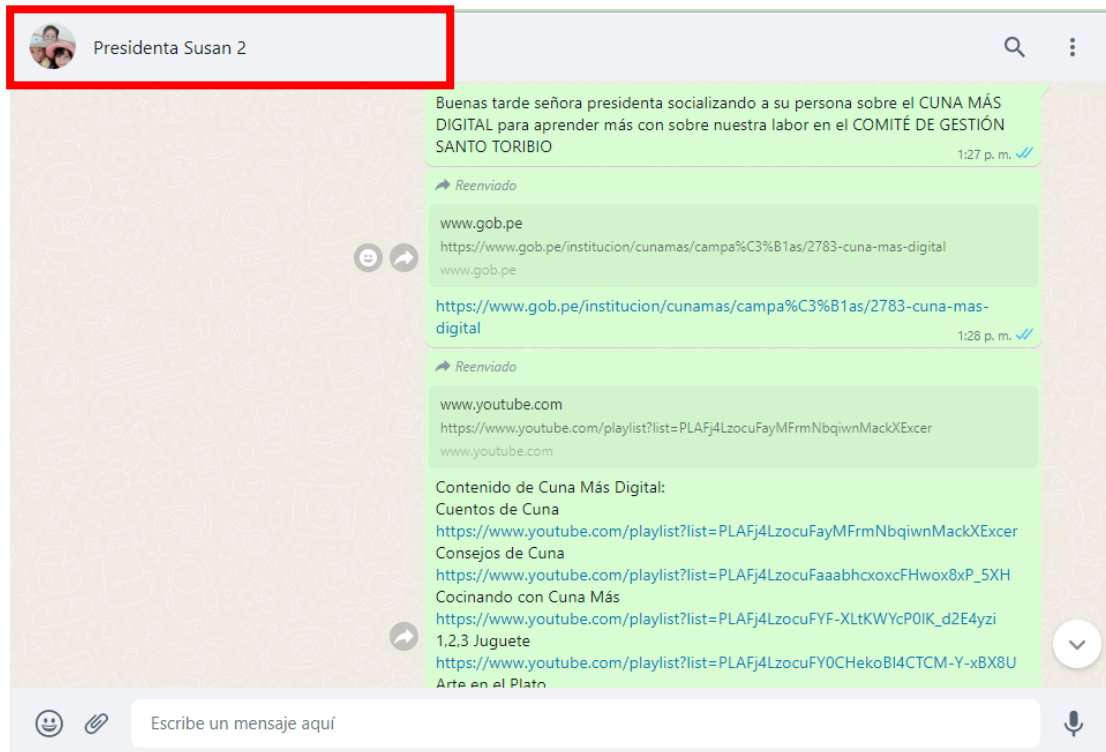 Presidenta Susan 2
Buenas tarde señora presidenta socializando a su persona sobre el CUNA MÁS
DIGITAL para aprender más con sobre nuestra labor en el COMITÉ DE GESTIÓN
SANTO TORIBIO
1:27 p. m.
Reenviado
www.gob.pe
https://www.gob.pe/institucion/cunamas/campa%C3%B1as/2783-cuna-mas-digital
www.gob.pe
https://www.gob.pe/institucion/cunamas/campa%C3%B1as/2783-cuna-mas-
digital
1:28 p. m.
Reenviado
www.youtube.com
https://www.youtube.com/playlist?list=PLAFj4LzocuFayMFrmNbqiwnMackXExcer
www.youtube.com
Contenido de Cuna Más Digital:
Cuentos de Cuna
https://www.youtube.com/playlist?list=PLAFj4LzocuFayMFrmNbqiwnMackXExcer
Consejos de Cuna
https://www.youtube.com/playlist?list=PLAFj4LzocuFaaabhcxoxcFHwox8xP_5XH
Cocinando con Cuna Más
https://www.youtube.com/playlist?list=PLAFj4LzocuFYF-XLtKWYcP0IK_d2E4yzi
1,2,3 Juguete
https://www.youtube.com/playlist?list=PLAFj4LzocuFY0CHekoBI4CTCM-Y-xBX8U
Arte en el Plato
Escribe un mensaje aquí